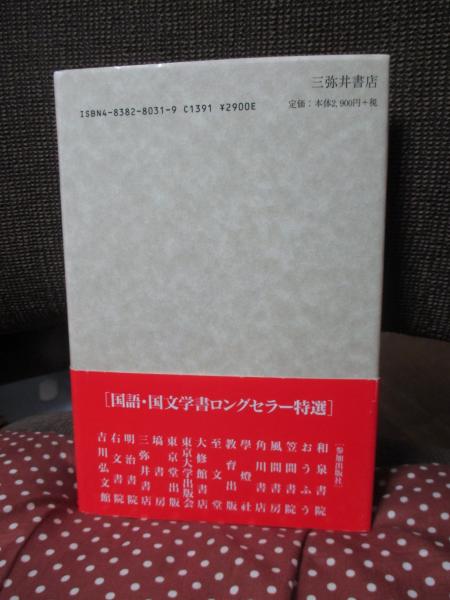 三弥井書店
定価：本体2,900円+税
ISBN4-8382-8031-9 C1391 ¥2900E
［国語・国文学書ロングセラー特選］
［参加出版社］
和泉書院
おうふう
笠間書院
風間書房
角川書店
學燈社
教育出版
至文堂
大修館書店
東京大学出版会
東京堂出版
塙書房
三弥井書店
明治書院
右文書院
吉川弘文館